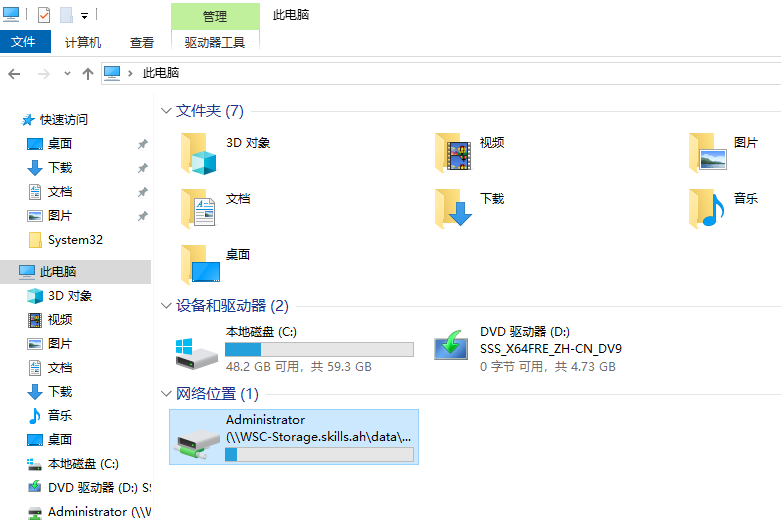 管理
此电脑
文件
计算机
查看
驱动器工具
此电脑
快速访问
桌面
下载
文档
图片
System32
此电脑
3D 对象
视频
图片
文档
下载
音乐
桌面
本地磁盘 (C:)
DVD 驱动器 (D:) SS
Administrator (\\W
文件夹 (7)
3D 对象
视频
图片
文档
下载
音乐
桌面
设备和驱动器 (2)
本地磁盘 (C:)
48.2 GB 可用，共 59.3 GB
DVD 驱动器 (D:)
SSS_X64FRE_ZH-CN_DV9
0 字节 可用，共 4.73 GB
网络位置 (1)
Administrator
(\\WSC-Storage.skills.ah\data\...